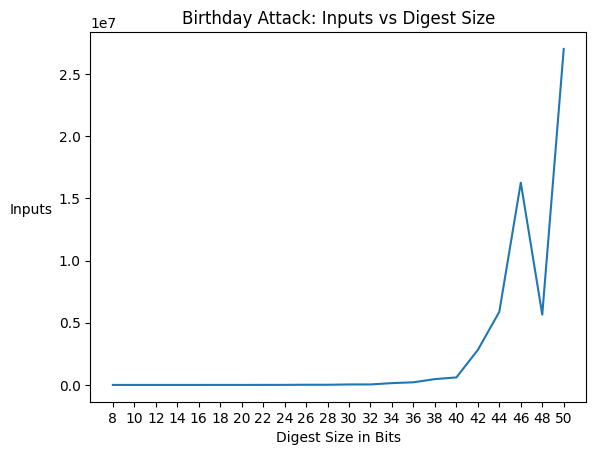 Birthday Attack: Inputs vs Digest Size
1e7
2.5
2.0
1.5
Inputs
1.0
0.5
0.0
8 10 12 14 16 18 20 22 24 26 28 30 32 34 36 38 40 42 44 46 48 50
Digest Size in Bits